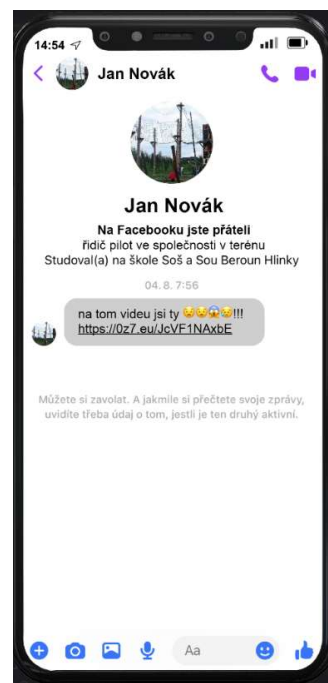 14:54
Jan Novák
Jan Novák
Na Facebooku jste přáteli
řidič pilot ve společnosti v terénu
Studoval(a) na škole Soš a Sou Beroun Hlinky
04. 8. 7:56
na tom videu jsi ty 😢😢😱😢!!!
https://0z7.eu/JcVF1NAxbE
Můžete si zavolat. A jakmile si přečtete svoje zprávy,
uvidíte třeba údaj o tom, jestli je ten druhý aktivní.
Aa